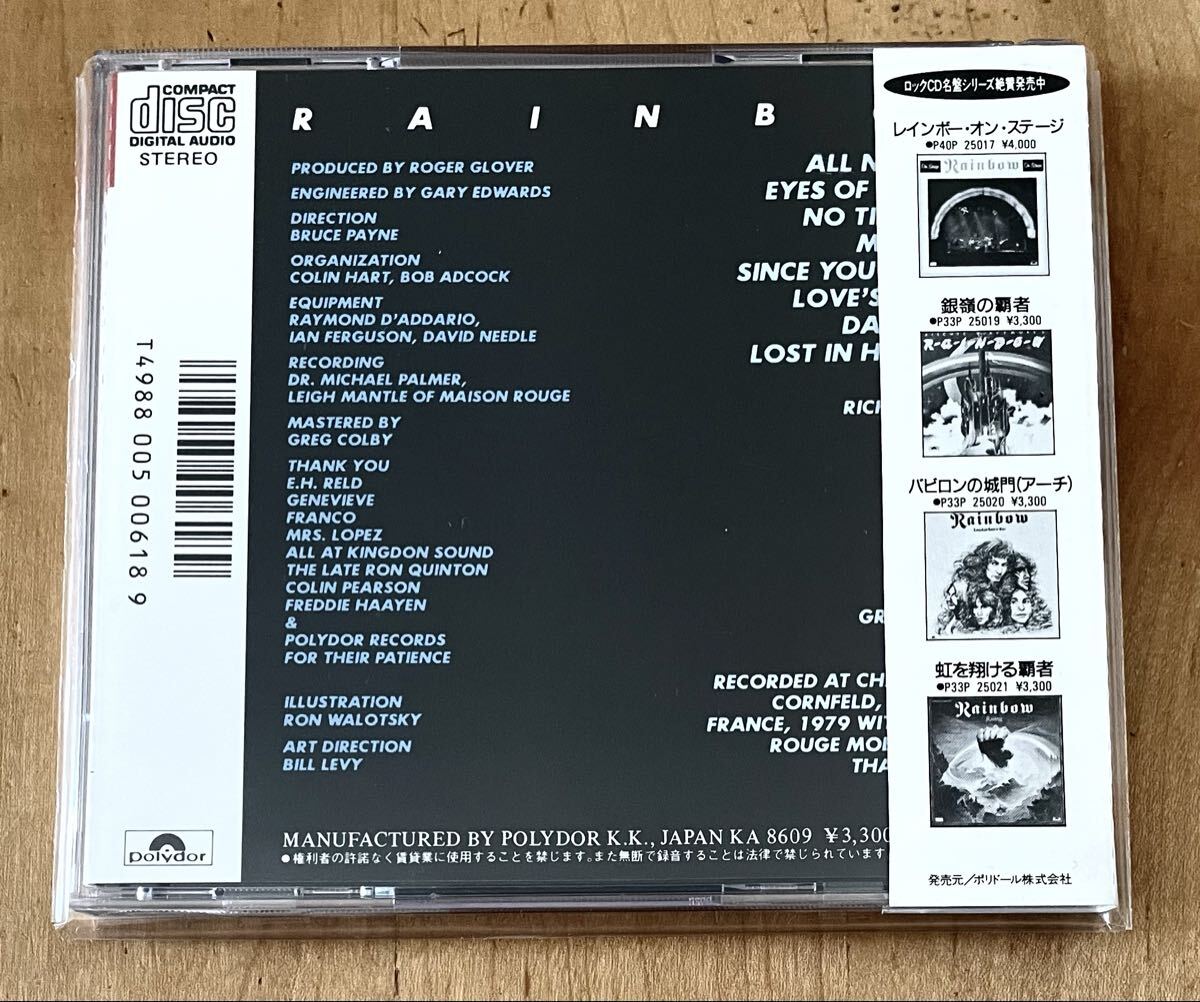 COMPACT
disc
DIGITAL AUDIO
STEREO
T4988 005 00618 9
polydor
R A I N B
PRODUCED BY ROGER GLOVER
ENGINEERED BY GARY EDWARDS
DIRECTION
BRUCE PAYNE
ORGANIZATION
COLIN HART, BOB ADCOCK
EQUIPMENT
RAYMOND D'ADDARIO,
IAN FERGUSON, DAVID NEEDLE
RECORDING
DR. MICHAEL PALMER,
LEIGH MANTLE OF MAISON ROUGE
MASTERED BY
GREG COLBY
THANK YOU
E.H. RELD
GENEVIEVE
FRANCO
MRS. LOPEZ
ALL AT KINGDON SOUND
THE LATE RON QUINTON
COLIN PEARSON
FREDDIE HAAYEN
&
POLYDOR RECORDS
FOR THEIR PATIENCE
ILLUSTRATION
RON WALOTSKY
ART DIRECTION
BILL LEVY
ALL N
EYES OF
NO TI
M
SINCE YOU
LOVE'S
DA
LOST IN H
RICH
GR
RECORDED AT CH
CORNFELD,
FRANCE, 1979 WIT
ROUGE MOB
THA
MANUFACTURED BY POLYDOR K.K., JAPAN KA 8609 ¥3,300
●権利者の許諾なく賃貸業に使用することを禁じます。また無断で録音することは法律で禁じられています
ロックCD名盤シリーズ絶賛発売中
レインボー・オン・ステージ
●P40P 25017 ¥4,000
On Stage Rainbow On Stage
銀嶺の覇者
●P33P 25019 ¥3,300
R-A-I-N-B-O-W
バビロンの城門(アーチ)
●P33P 25020 ¥3,300
Rainbow
虹を翔ける覇者
●P33P 25021 ¥3,300
Rainbow
Rising
発売元/ポリドール株式会社